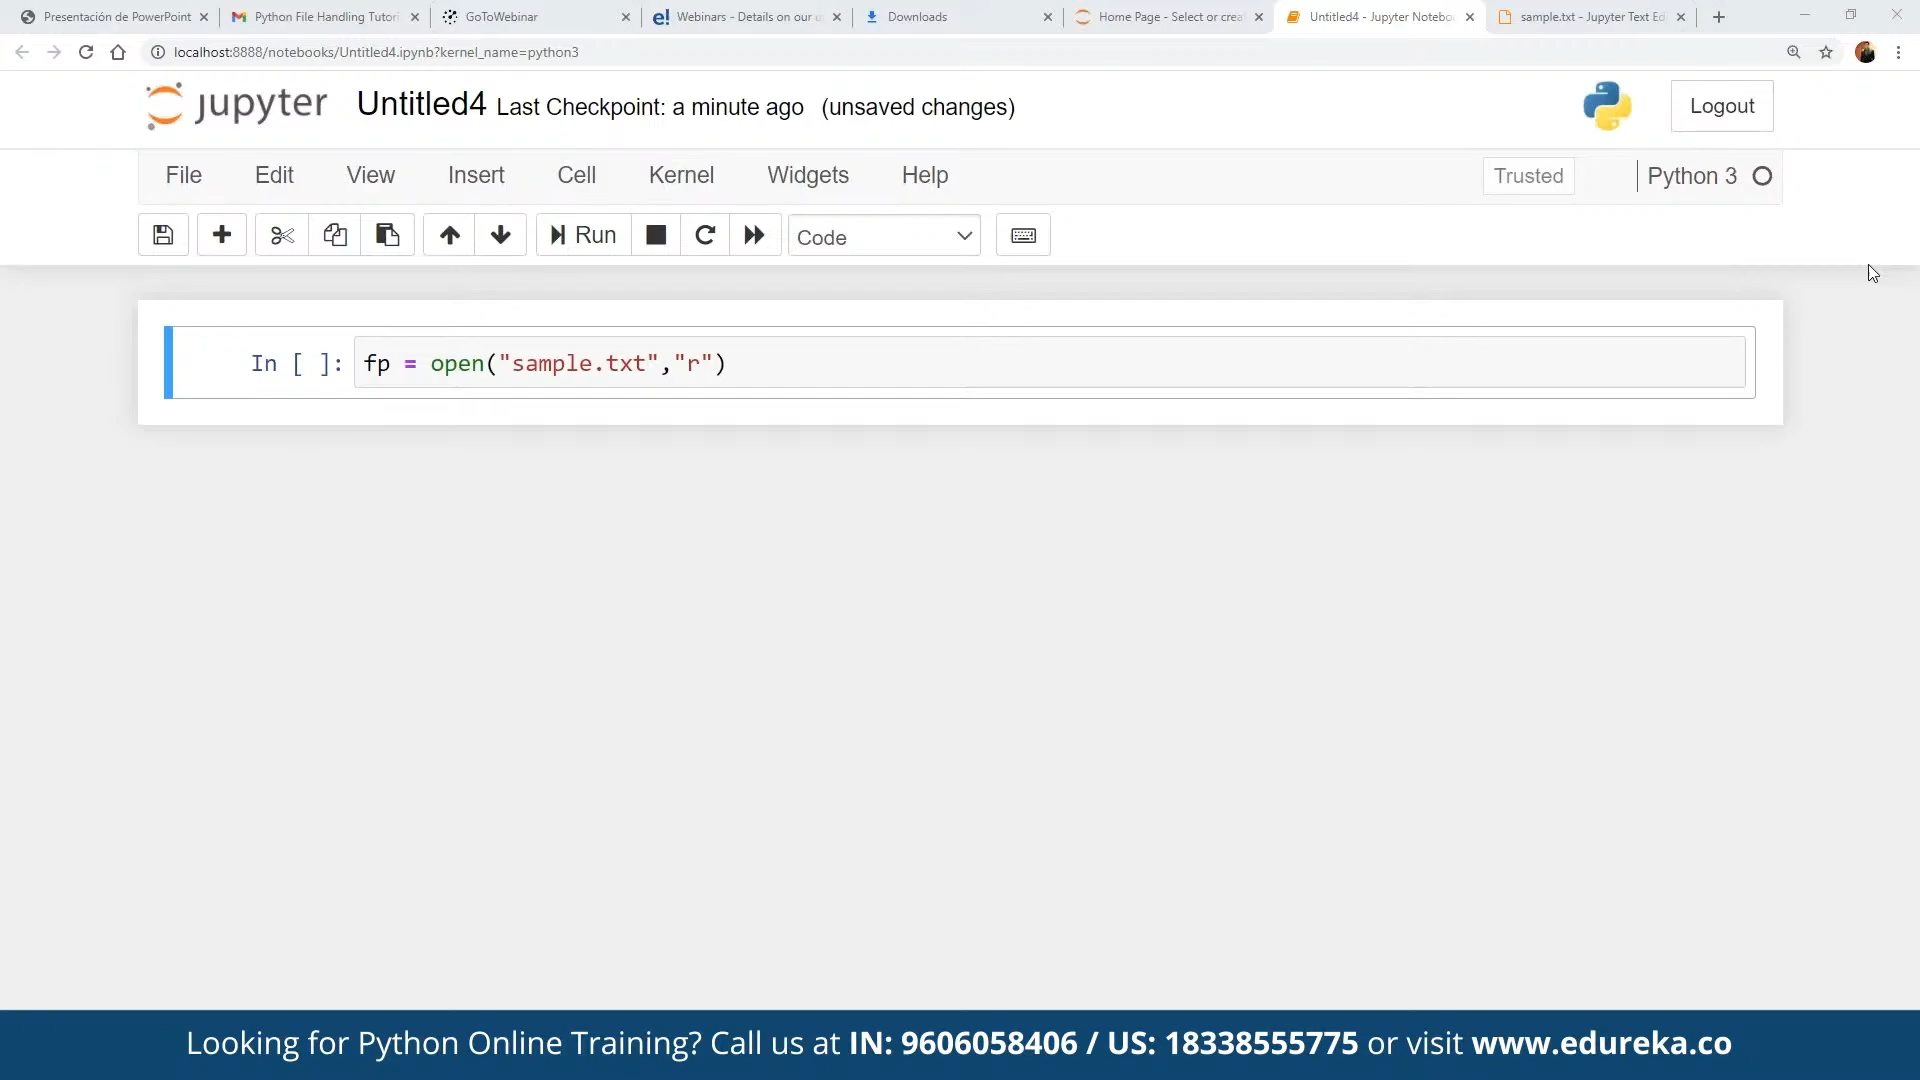 Presentación de PowerPoint
Python File Handling Tutori
GoToWebinar
Webinars - Details on our u
Downloads
Home Page - Select or crea
Untitled4 - Jupyter Notebo
sample.txt - Jupyter Text Ed
localhost:8888/notebooks/Untitled4.ipynb?kernel_name=python3
jupyter Untitled4 Last Checkpoint: a minute ago (unsaved changes)
Logout
File Edit View Insert Cell Kernel Widgets Help
Trusted
Python 3
Run
Code
In [ ]: fp = open("sample.txt","r")
Looking for Python Online Training? Call us at IN: 9606058406 / US: 18338555775 or visit www.edureka.co